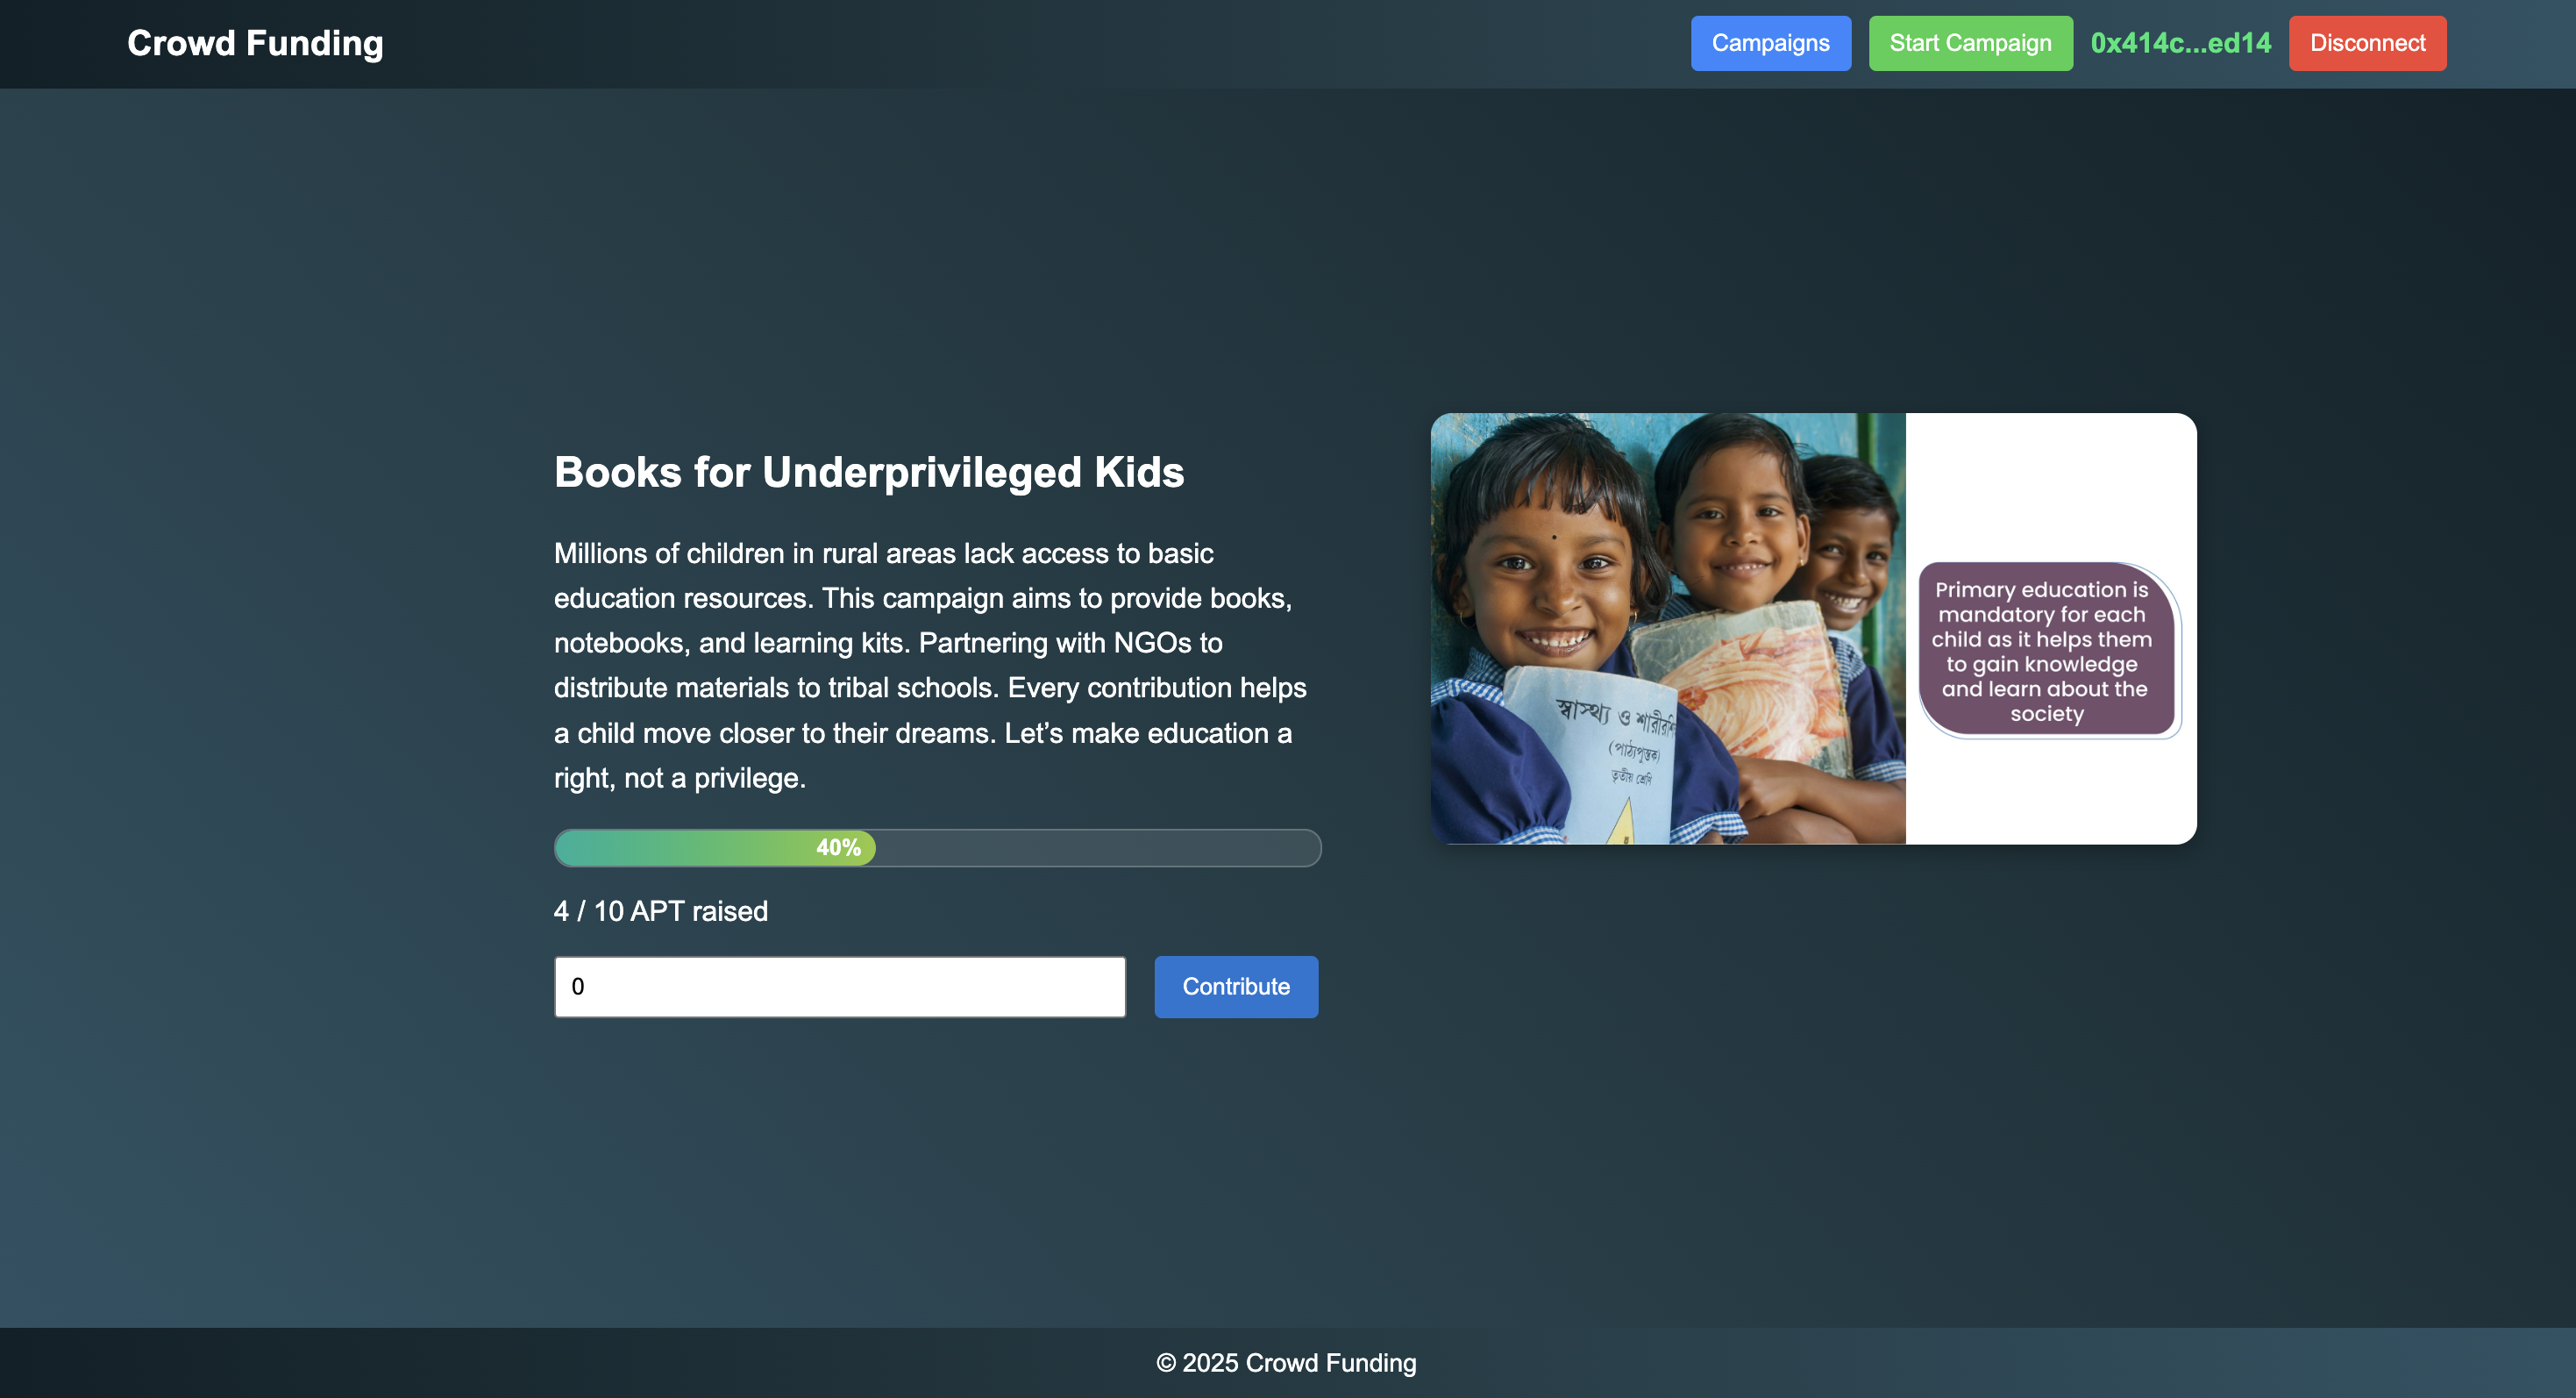 Crowd Funding
Campaigns
Start Campaign
0x414c...ed14
Disconnect
Books for Underprivileged Kids
Millions of children in rural areas lack access to basic
education resources. This campaign aims to provide books,
notebooks, and learning kits. Partnering with NGOs to
distribute materials to tribal schools. Every contribution helps
a child move closer to their dreams. Let’s make education a
right, not a privilege.
40%
4 / 10 APT raised
0
Contribute
স্বাস্থ্য ও
(পাঠ্যপুস্তক)
তৃতীয় শ্রেণি
Primary education is
mandatory for each
child as it helps them
to gain knowledge
and learn about the
society
© 2025 Crowd Funding